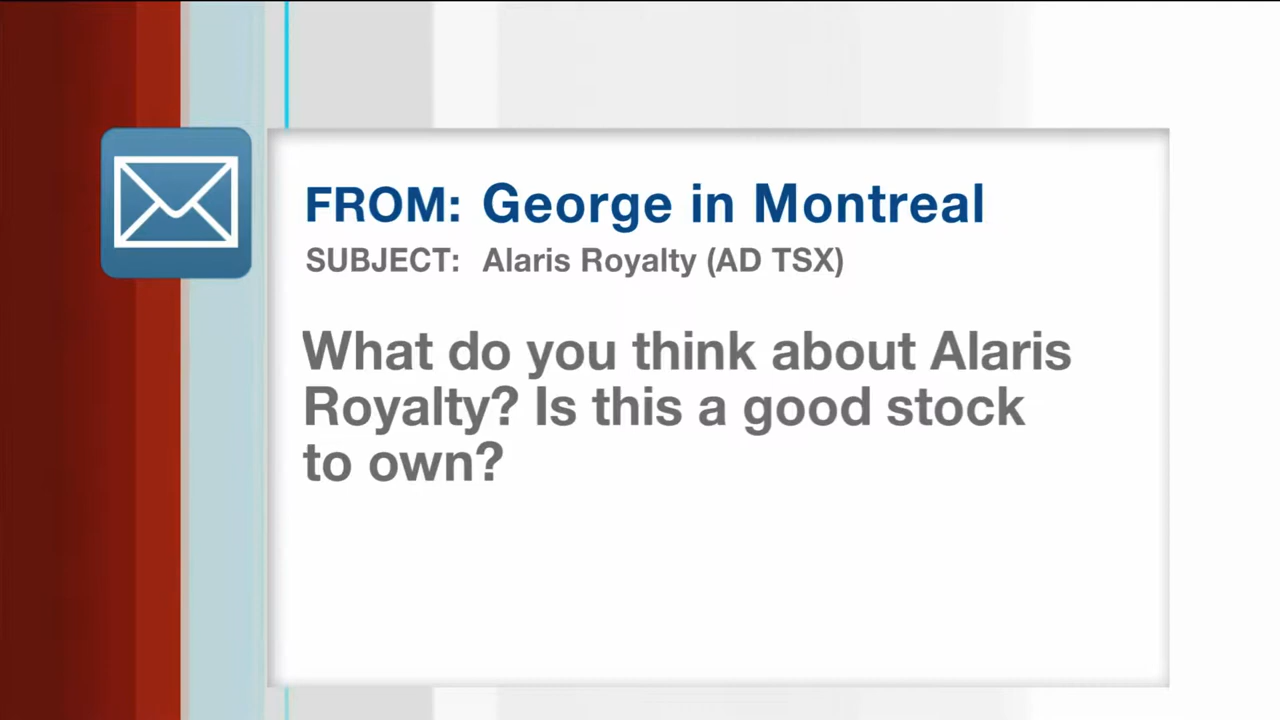 FROM: George in Montreal
SUBJECT: Alaris Royalty (AD TSX)
What do you think about Alaris
Royalty? Is this a good stock
to own?